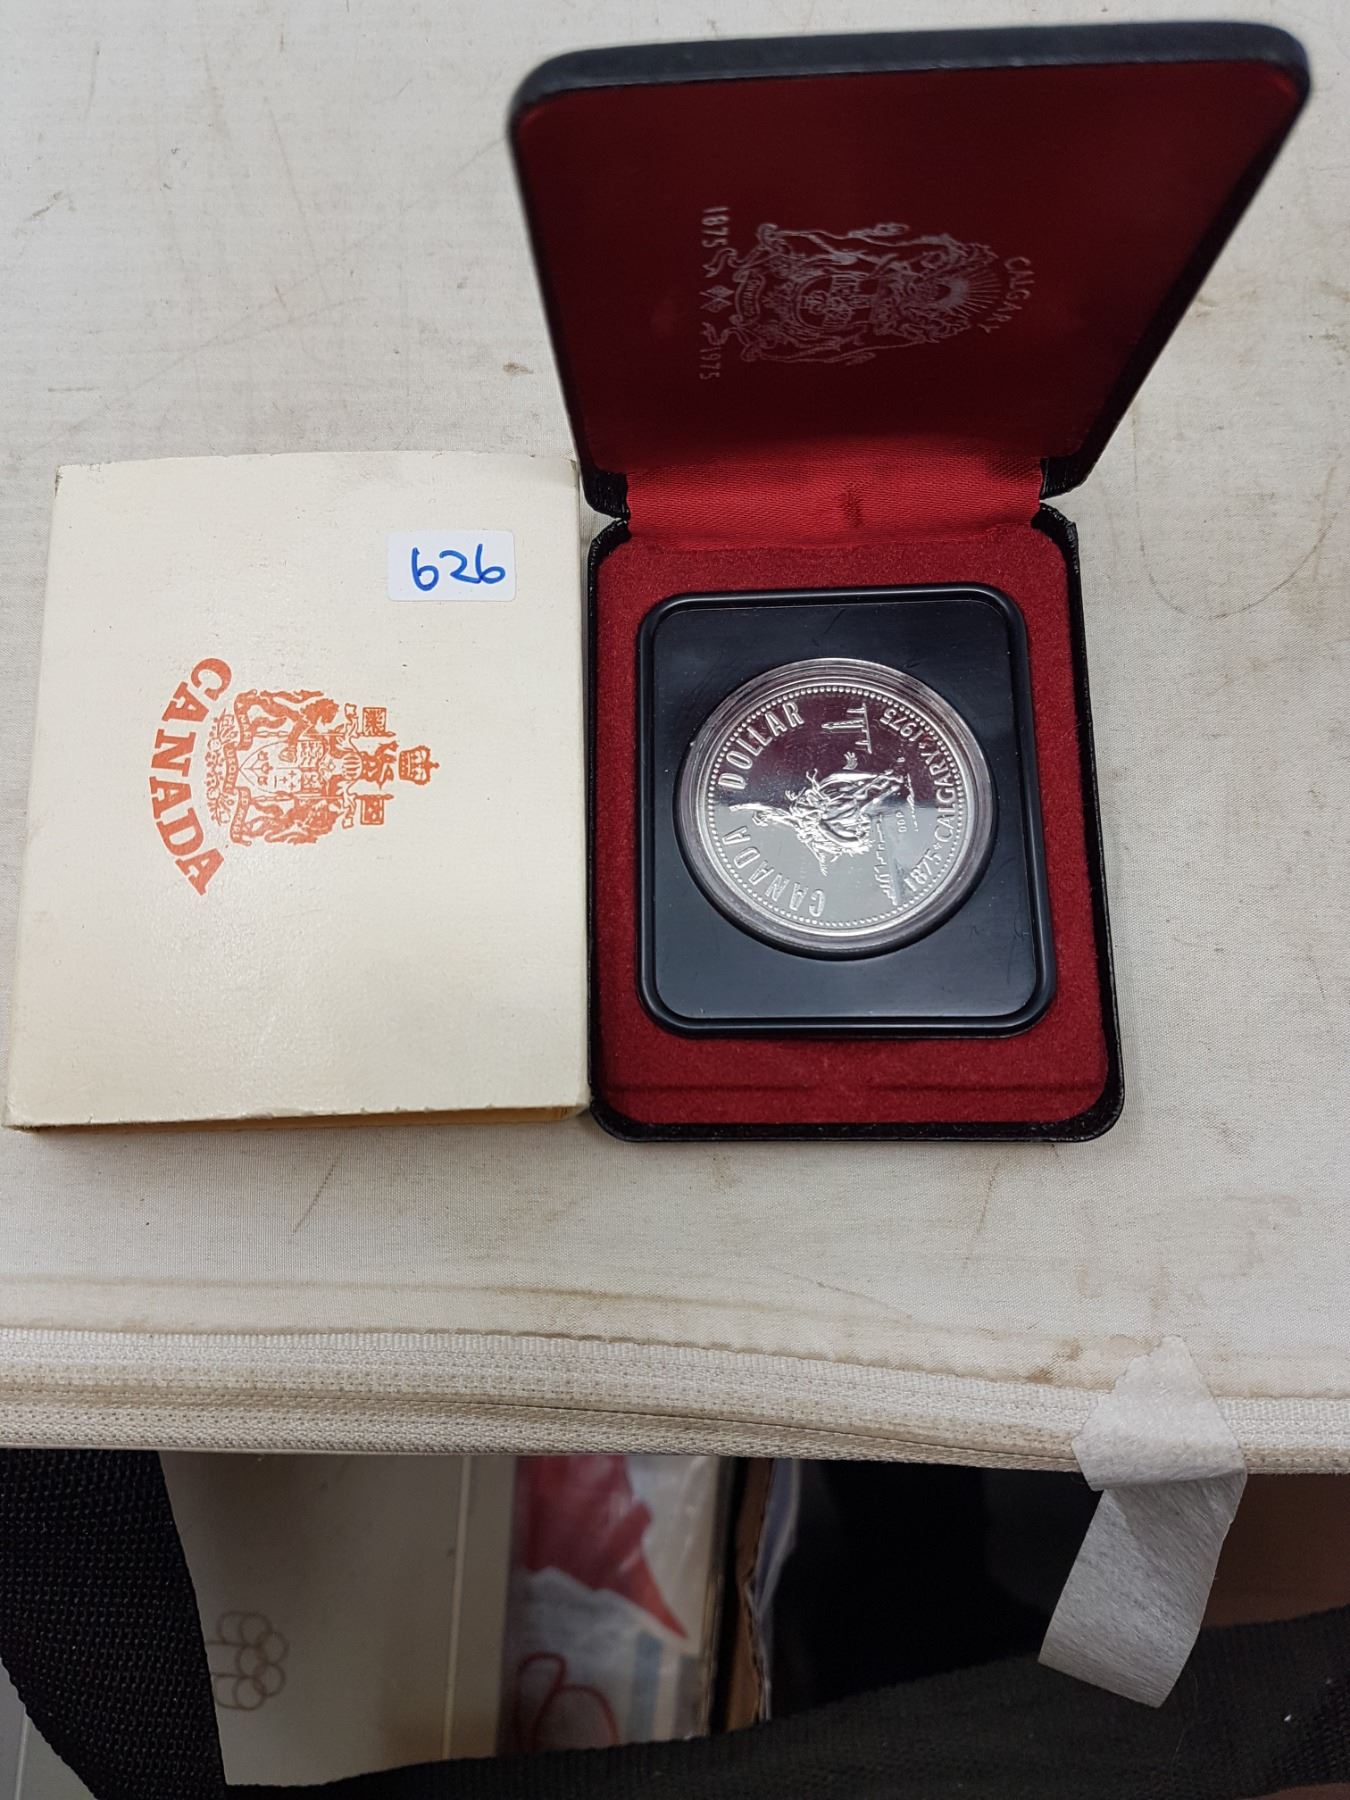 626
CANADA
CALGARY
1875 1975
CANADA DOLLAR
1875 • CALGARY • 1975